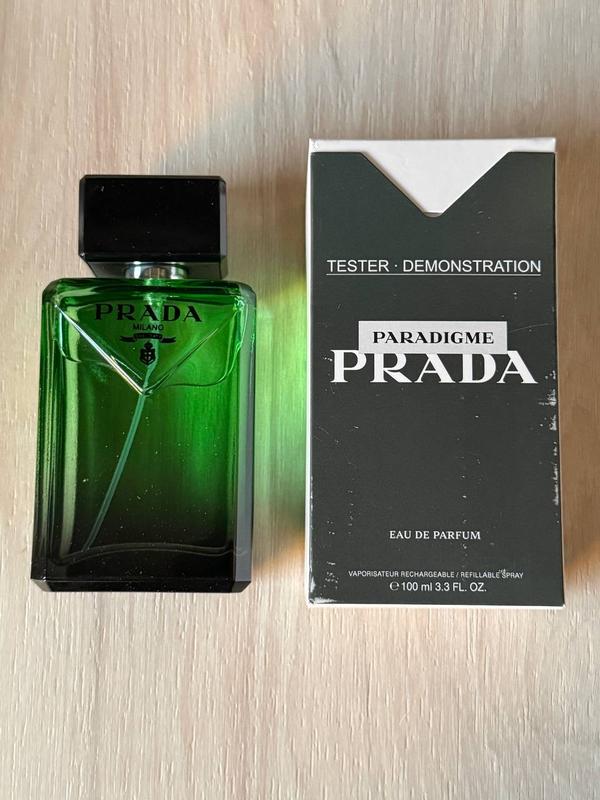 PRADA
MILANO
TESTER · DEMONSTRATION
PARADIGME
PRADA
EAU DE PARFUM
VAPORISATEUR RECHARGEABLE / REFILLABLE SPRAY
℮ 100 ml 3.3 FL. OZ.